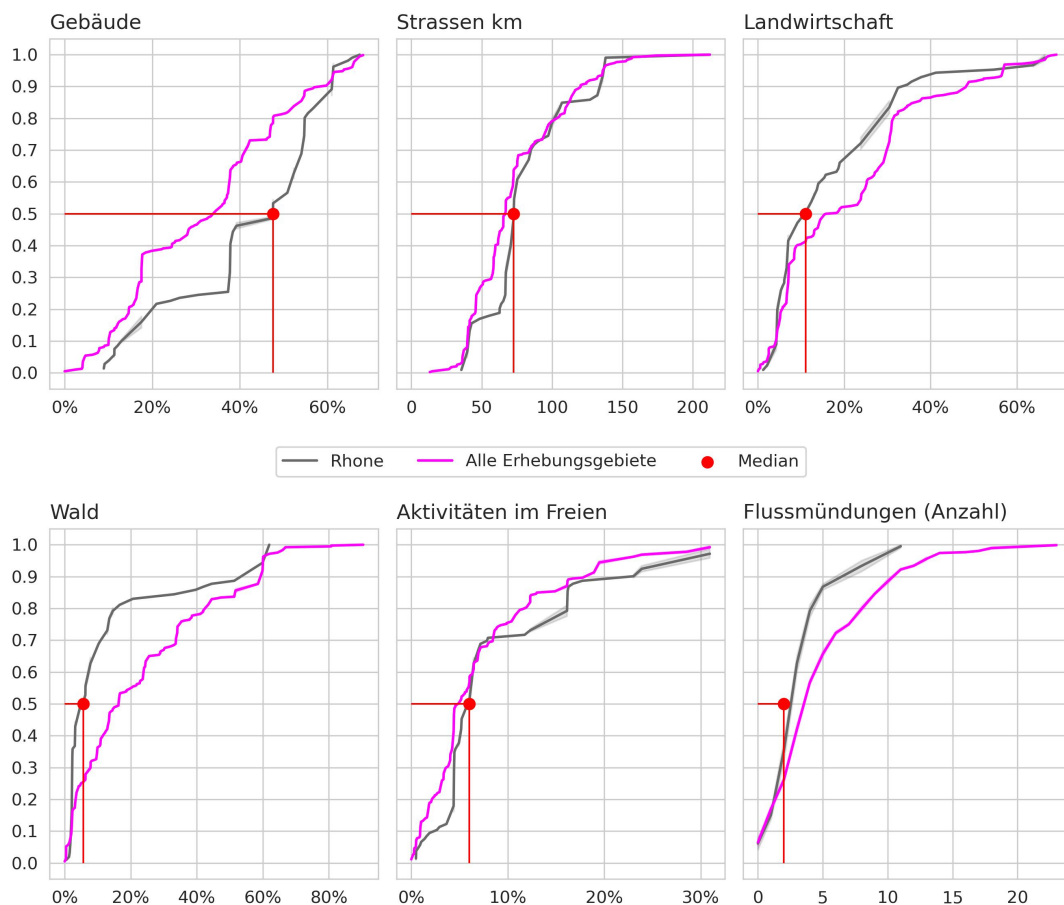 Gebäude
Strassen km
Landwirtschaft
1.0
0.9
0.8
0.7
0.6
0.5
0.4
0.3
0.2
0.1
0.0
0% 20% 40% 60%
0 50 100 150 200
0% 20% 40% 60%
Rhone Alle Erhebungsgebiete Median
Wald
Aktivitäten im Freien
Flussmündungen (Anzahl)
1.0
0.9
0.8
0.7
0.6
0.5
0.4
0.3
0.2
0.1
0.0
0% 20% 40% 60% 80%
0% 10% 20% 30%
0 5 10 15 20